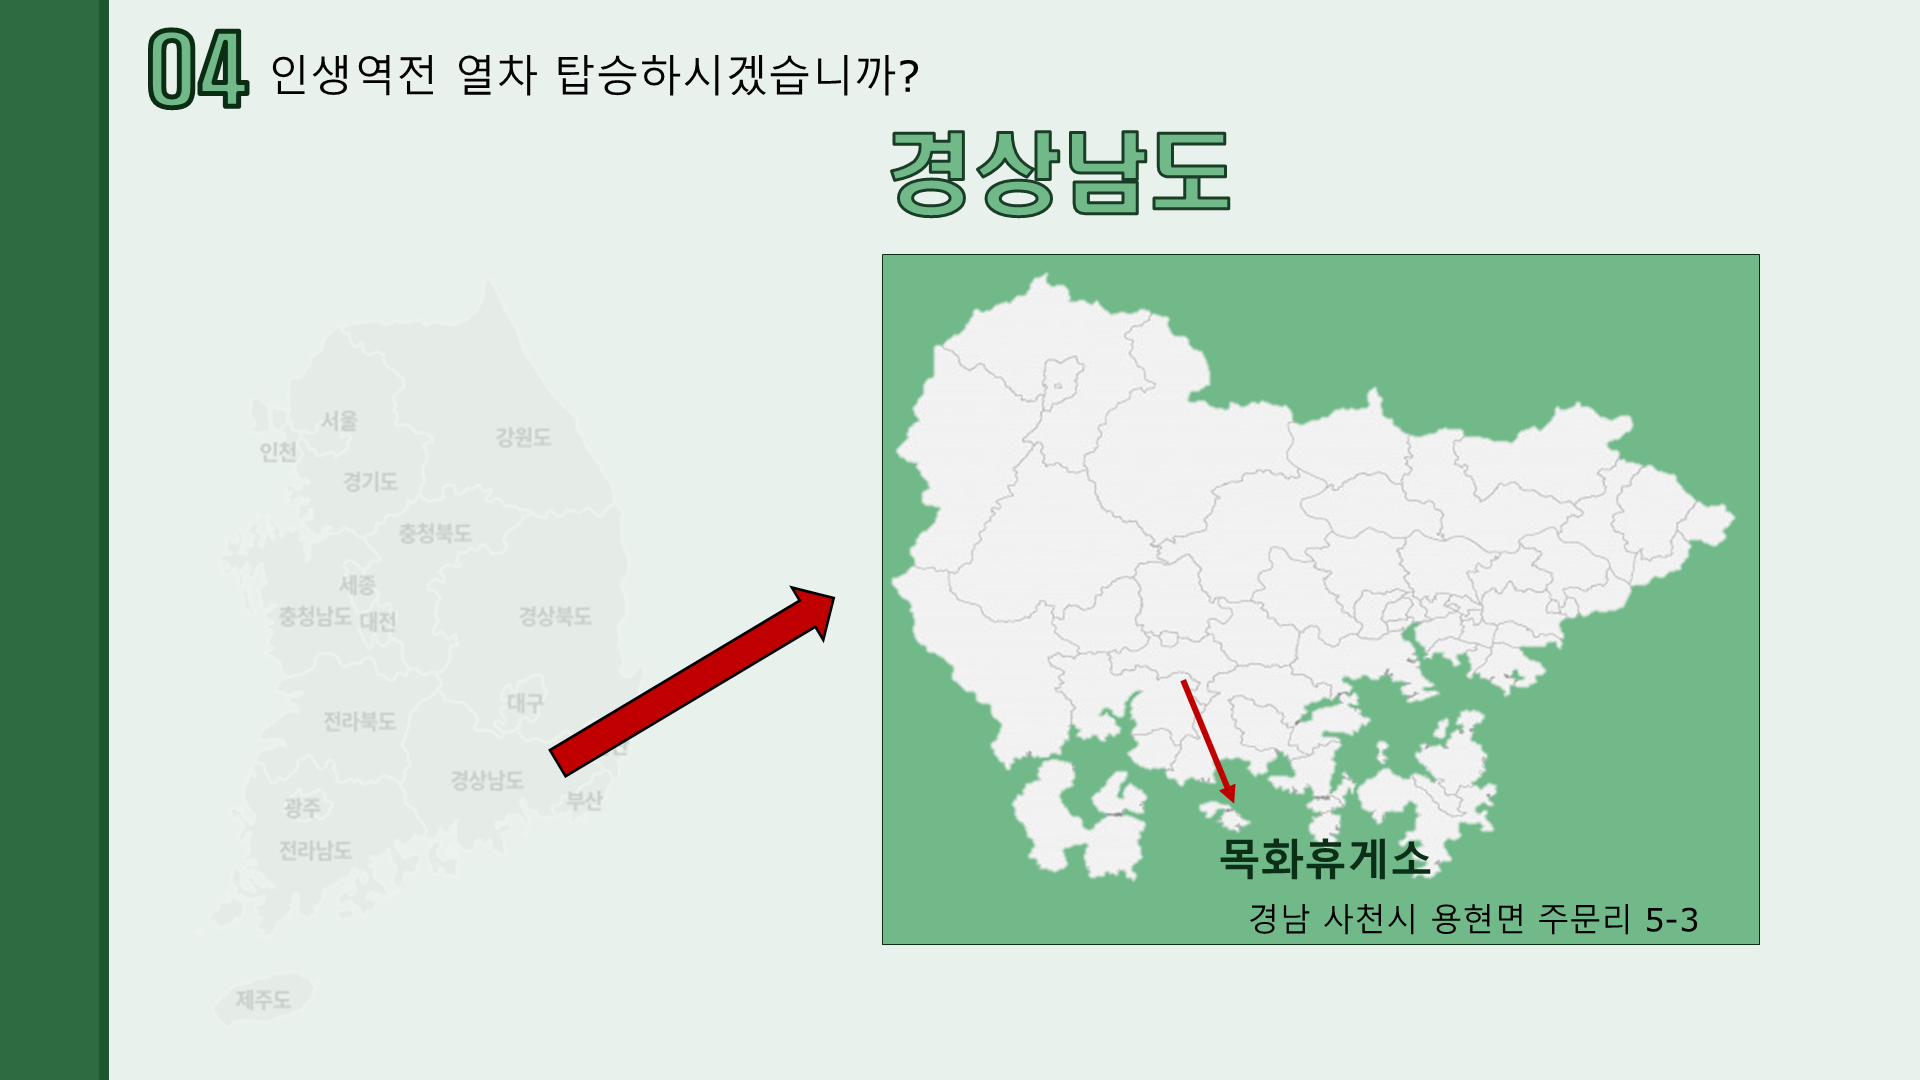 04 인생역전 열차 탑승하시겠습니까?
경상남도
서울
인천
강원도
경기도
충청북도
세종
충청남도 대전
경상북도
대구
전라북도
경상남도
부산
광주
전라남도
제주도
목화휴게소
경남 사천시 용현면 주문리 5-3